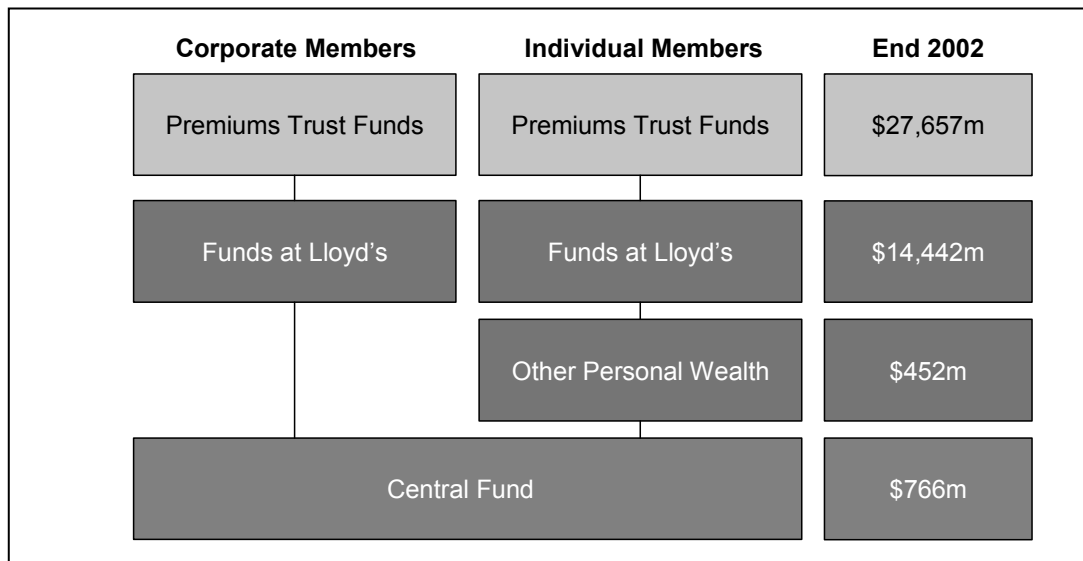 Corporate Members Individual Members End 2002
Premiums Trust Funds Premiums Trust Funds $27,657m
Funds at Lloyd’s Funds at Lloyd’s $14,442m
Other Personal Wealth $452m
Central Fund $766m